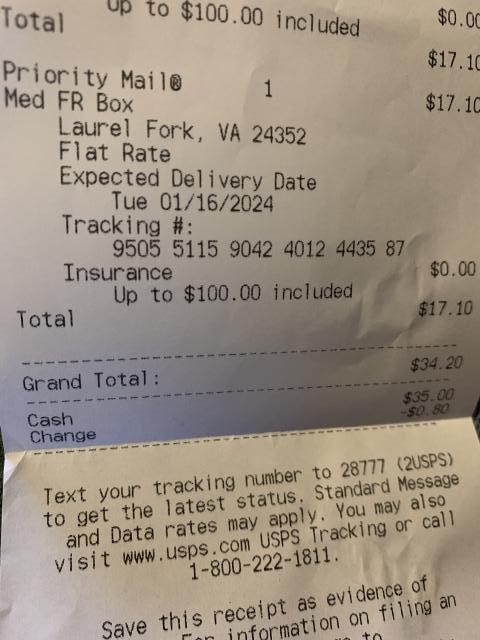 Up to $100.00 included $0.00
Total $17.10
Priority Mail® 1 $17.10
Med FR Box
Laurel Fork, VA 24352
Flat Rate
Expected Delivery Date
Tue 01/16/2024
Tracking #:
9505 5115 9042 4012 4435 87
Insurance $0.00
Up to $100.00 included
Total $17.10
Grand Total: $34.20
Cash $35.00
Change -$0.80
Text your tracking number to 28777 (2USPS)
to get the latest status. Standard Message
and Data rates may apply. You may also
visit www.usps.com USPS Tracking or call
1-800-222-1811.
Save this receipt as evidence of
For information on filing an
to